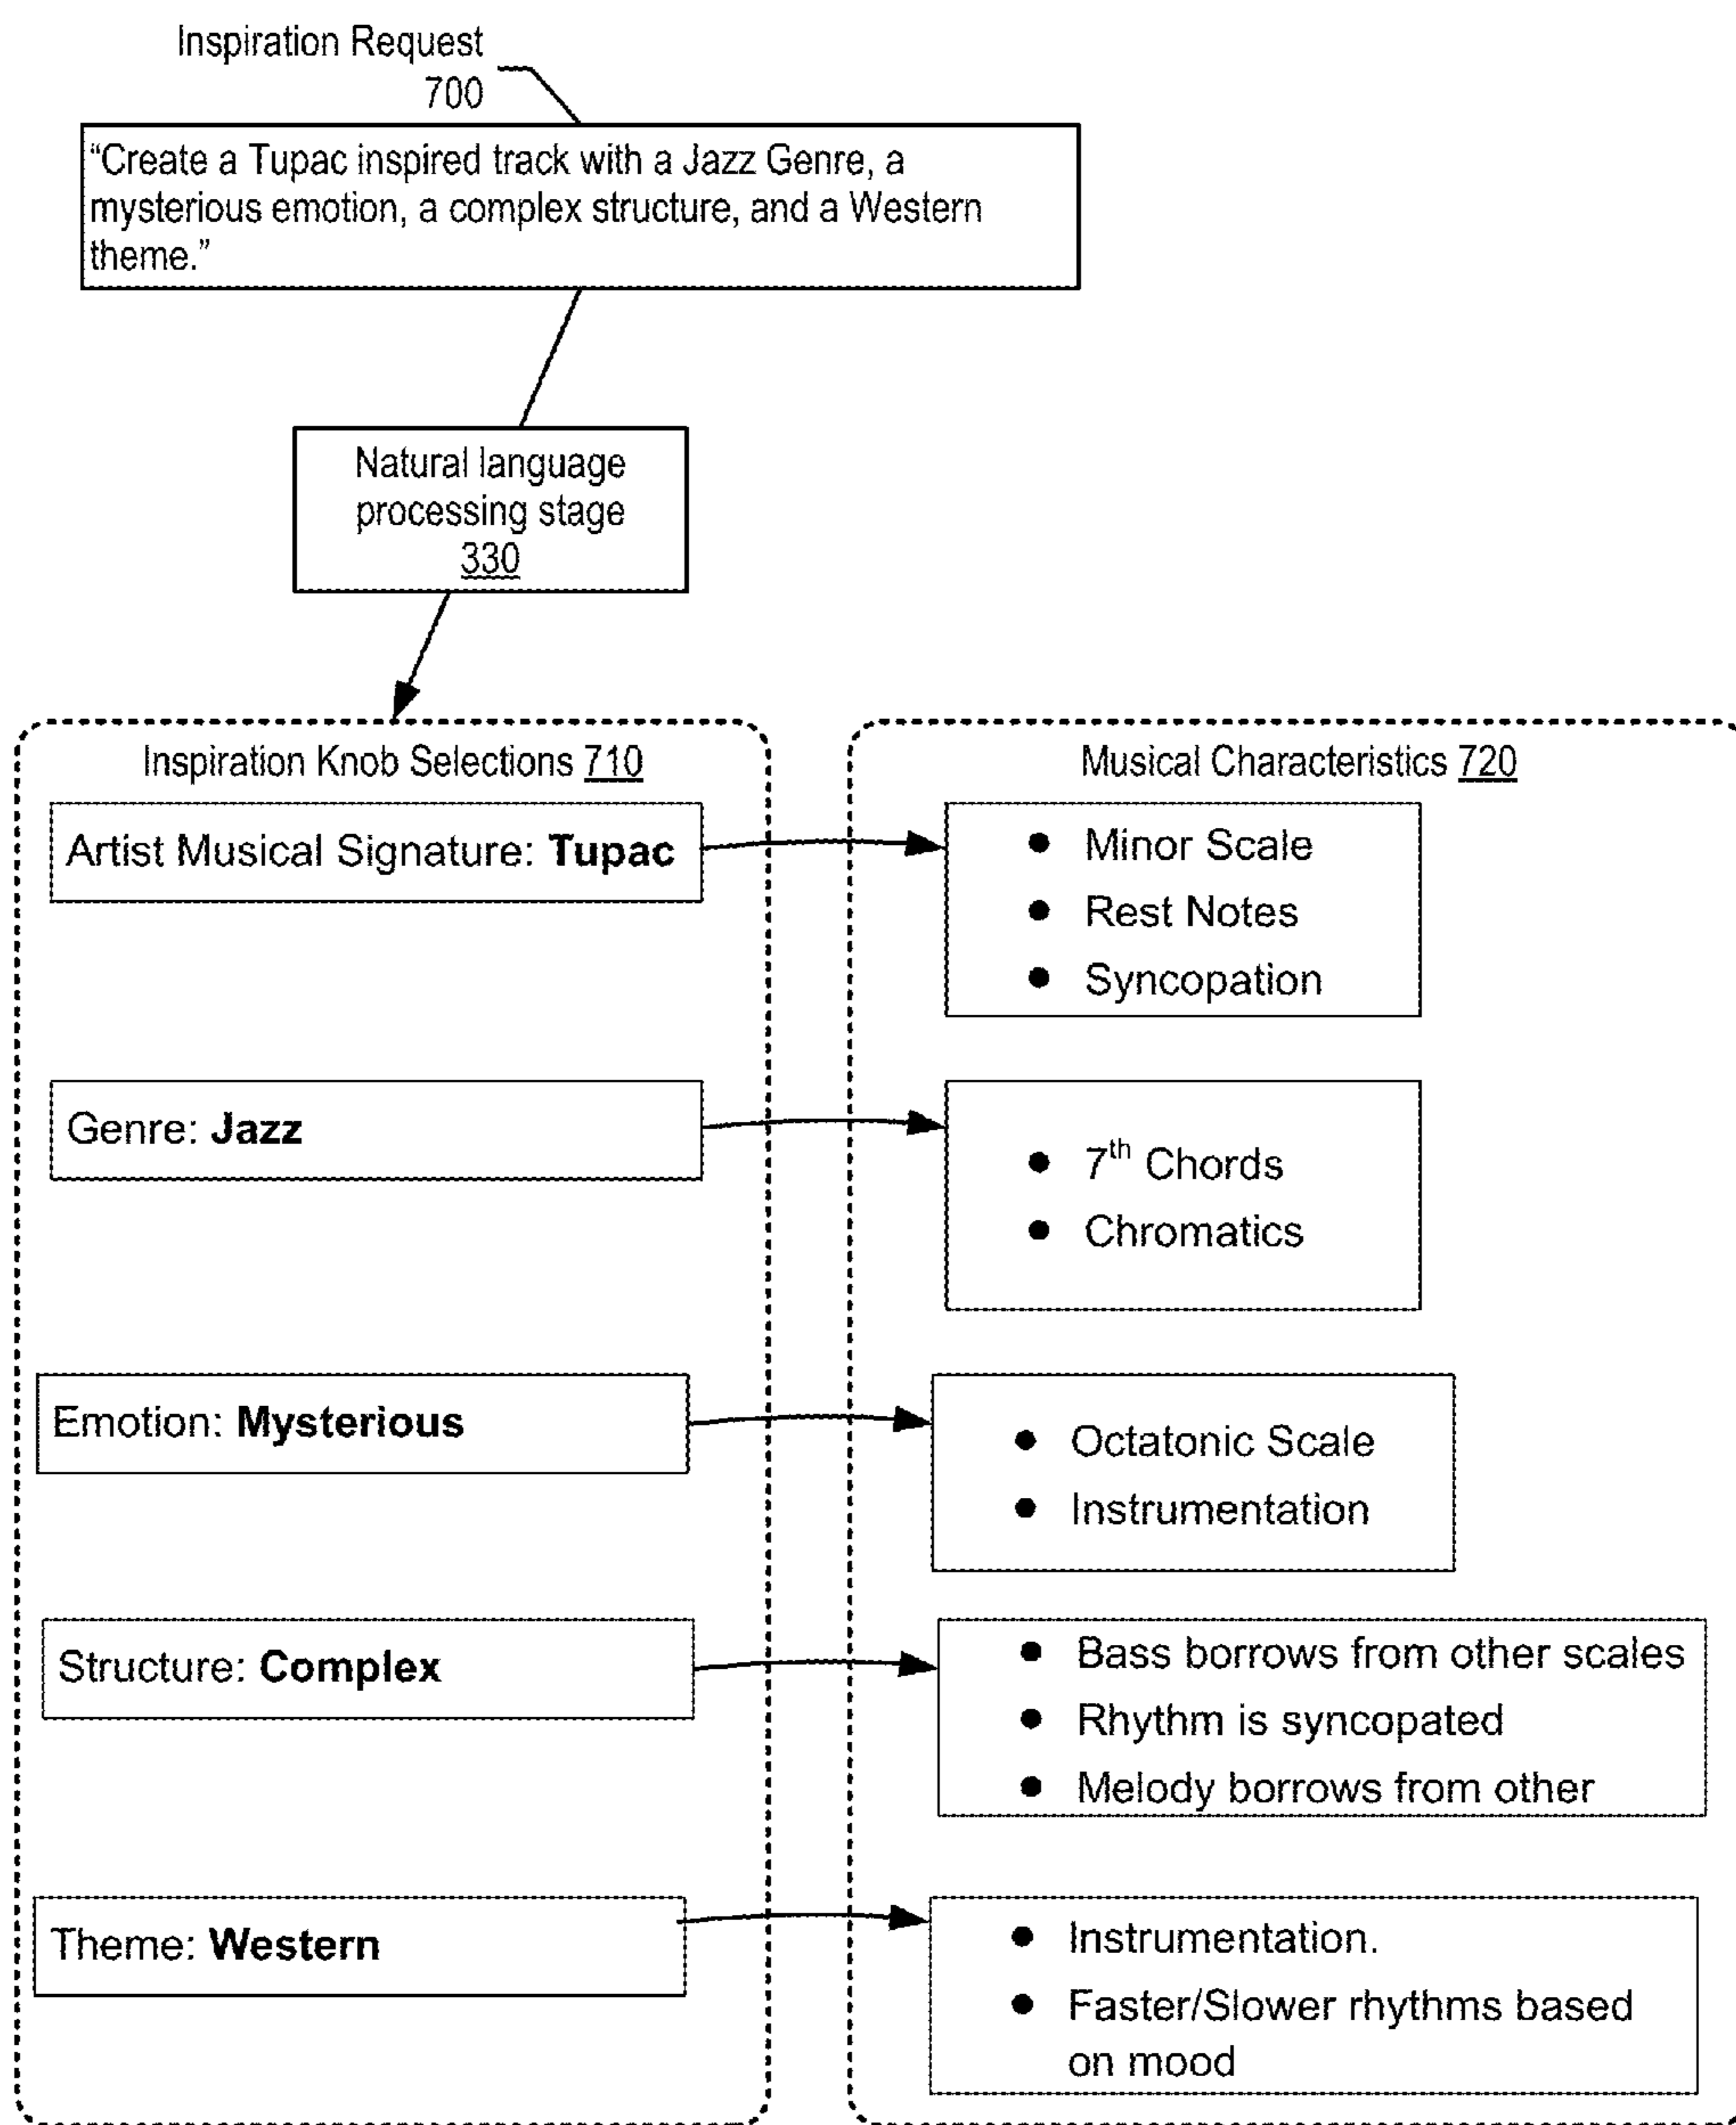 Inspiration Request
700
“Create a Tupac inspired track with a Jazz Genre, a
mysterious emotion, a complex structure, and a Western
theme.”
Natural language
processing stage
330
Inspiration Knob Selections 710
Artist Musical Signature: Tupac
Genre: Jazz
Emotion: Mysterious
Structure: Complex
Theme: Western
Musical Characteristics 720
● Minor Scale
● Rest Notes
● Syncopation
● 7th Chords
● Chromatics
● Octatonic Scale
● Instrumentation
● Bass borrows from other scales
● Rhythm is syncopated
● Melody borrows from other
● Instrumentation.
● Faster/Slower rhythms based
on mood